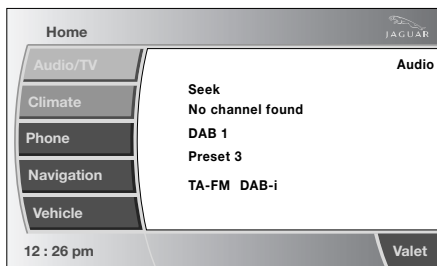 Home
JAGUAR
Audio/TV
Audio
Climate
Seek
No channel found
Phone
DAB 1
Preset 3
Navigation
TA-FM DAB-i
Vehicle
12 : 26 pm
Valet